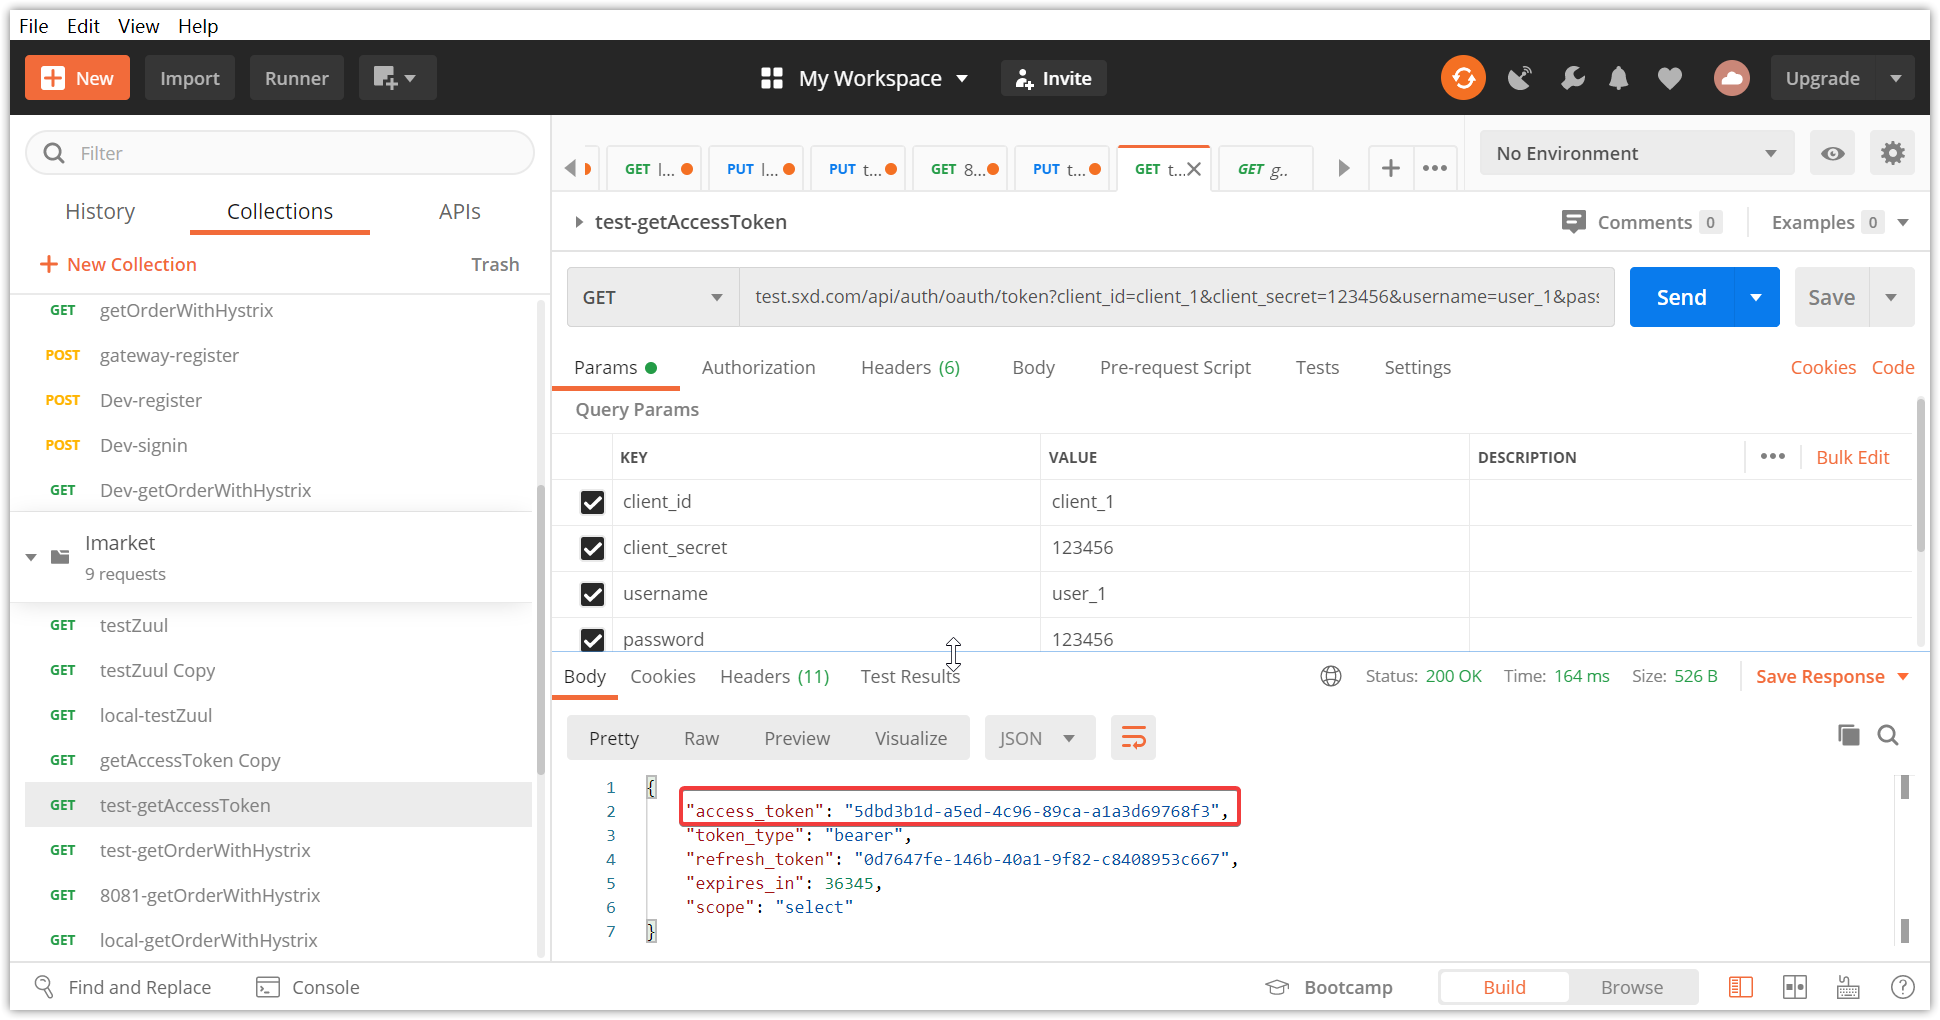 File Edit View Help
New Import Runner My Workspace Invite Upgrade
Filter
GET l... PUT l... PUT t... GET 8... PUT t... GET t... GET g.. No Environment
History Collections APIs
New Collection Trash
test-getAccessToken Comments 0 Examples 0
GET test.sxd.com/api/auth/oauth/token?client_id=client_1&client_secret=123456&username=user_1&pass Send Save
GET getOrderWithHystrix
POST gateway-register
POST Dev-register
POST Dev-signin
GET Dev-getOrderWithHystrix
Imarket
9 requests
GET testZuul
GET testZuul Copy
GET local-testZuul
GET getAccessToken Copy
GET test-getAccessToken
GET test-getOrderWithHystrix
GET 8081-getOrderWithHystrix
GET local-getOrderWithHystrix
Params Authorization Headers (6) Body Pre-request Script Tests Settings Cookies Code
Query Params
KEY VALUE DESCRIPTION Bulk Edit
client_id client_1
client_secret 123456
username user_1
password 123456
Body Cookies Headers (11) Test Results Status: 200 OK Time: 164 ms Size: 526 B Save Response
Pretty Raw Preview Visualize JSON
1 {
2 "access_token": "5dbd3b1d-a5ed-4c96-89ca-a1a3d69768f3",
3 "token_type": "bearer",
4 "refresh_token": "0d7647fe-146b-40a1-9f82-c8408953c667",
5 "expires_in": 36345,
6 "scope": "select"
7 }
Find and Replace Console Bootcamp Build Browse